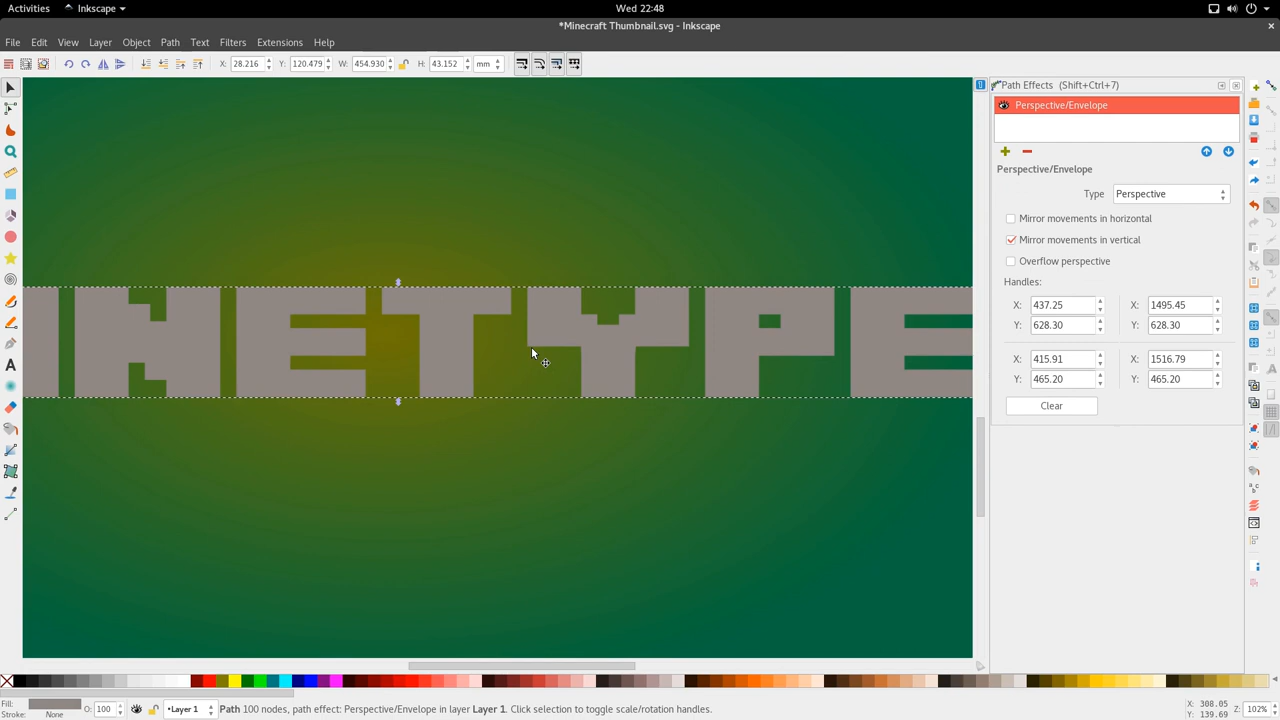 Activities
Inkscape
Wed 22:48
*Minecraft Thumbnail.svg - Inkscape
File Edit View Layer Object Path Text Filters Extensions Help
X: 28.216 Y: 120.479 W: 454.930 H: 43.152 mm
Path Effects (Shift+Ctrl+7)
Perspective/Envelope
Perspective/Envelope
Type Perspective
Mirror movements in horizontal
Mirror movements in vertical
Overflow perspective
Handles:
X: 437.25 X: 1495.45
Y: 628.30 Y: 628.30
X: 415.91 X: 1516.79
Y: 465.20 Y: 465.20
Clear
NETYPE
Fill:
Stroke: None
O: 100
•Layer 1
Path 100 nodes, path effect: Perspective/Envelope in layer Layer 1. Click selection to toggle scale/rotation handles.
X: 308.05
Y: 139.69
Z: 102%